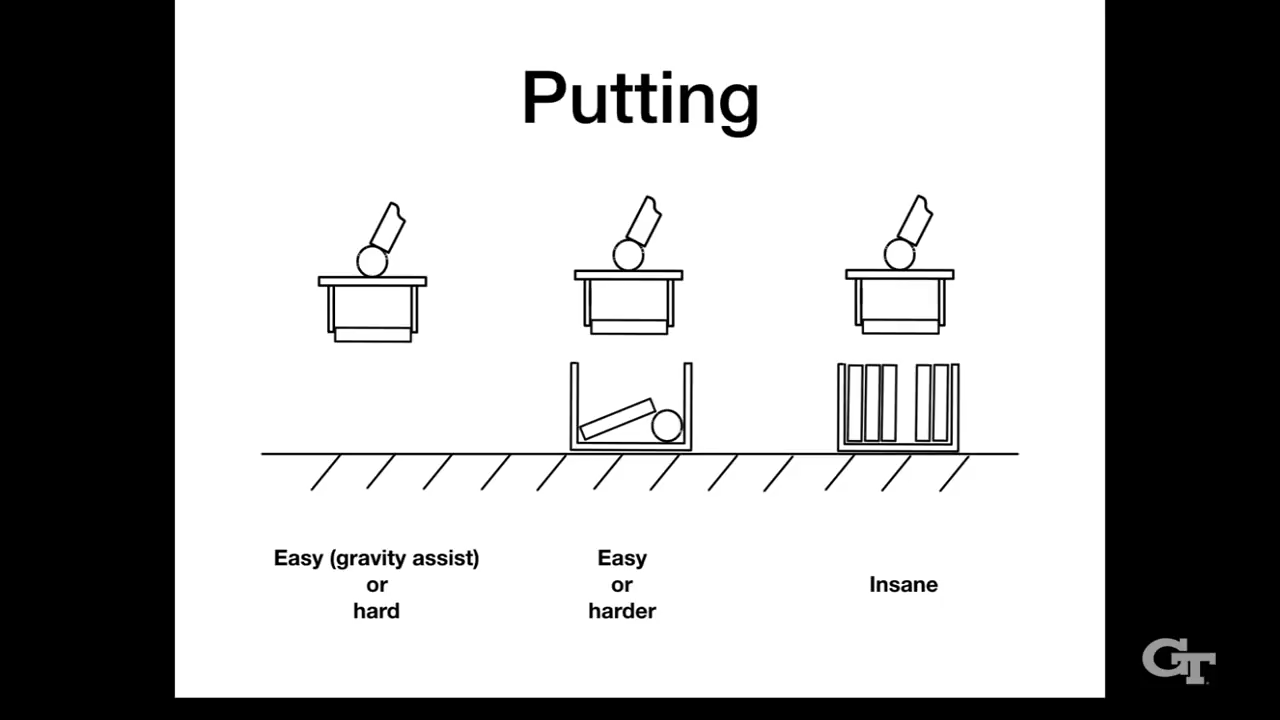 Putting
Easy (gravity assist)
or
hard
Easy
or
harder
Insane
GT